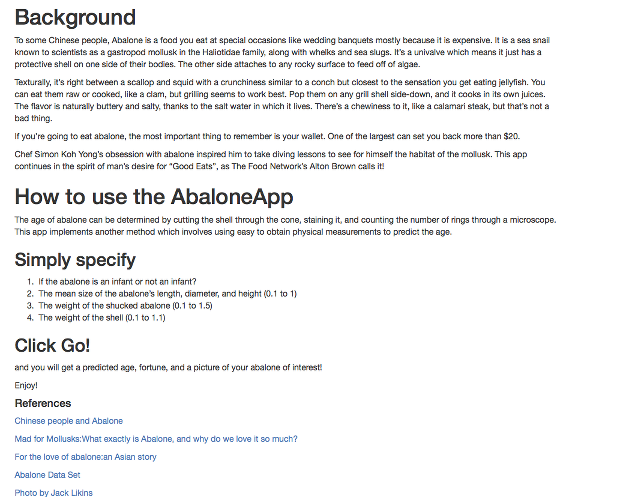 Background
To some Chinese people, Abalone is a food you eat at special occasions like wedding banquets mostly because it is expensive. It is a sea snail
known to scientists as a gastropod mollusk in the Haliotidae family, along with whelks and sea slugs. It's a univalve which means it just has a
protective shell on one side of their bodies. The other side attaches to any rocky surface to feed off of algae.
Texturally, it's right between a scallop and squid with a crunchiness similar to a conch but closest to the sensation you get eating jellyfish. You
can eat them raw or cooked, like a clam, but grilling seems to work best. Pop them on any grill shell side-down, and it cooks in its own juices.
The flavor is naturally buttery and salty, thanks to the salt water in which it lives. There's a chewiness to it, like a calamari steak, but that's not a
bad thing.
If you're going to eat abalone, the most important thing to remember is your wallet. One of the largest can set you back more than $20.
Chef Simon Koh Yong's obsession with abalone inspired him to take diving lessons to see for himself the habitat of the mollusk. This app
continues in the spirit of man's desire for "Good Eats", as The Food Network's Alton Brown calls it!
How to use the AbaloneApp
The age of abalone can be determined by cutting the shell through the cone, staining it, and counting the number of rings through a microscope.
This app implements another method which involves using easy to obtain physical measurements to predict the age.
Simply specify
1. If the abalone is an infant or not an infant?
2. The mean size of the abalone's length, diameter, and height (0.1 to 1)
3. The weight of the shucked abalone (0.1 to 1.5)
4. The weight of the shell (0.1 to 1.1)
Click Go!
and you will get a predicted age, fortune, and a picture of your abalone of interest!
Enjoy!
References
Chinese people and Abalone
Mad for Mollusks:What exactly is Abalone, and why do we love it so much?
For the love of abalone:an Asian story
Abalone Data Set
Photo by Jack Likins